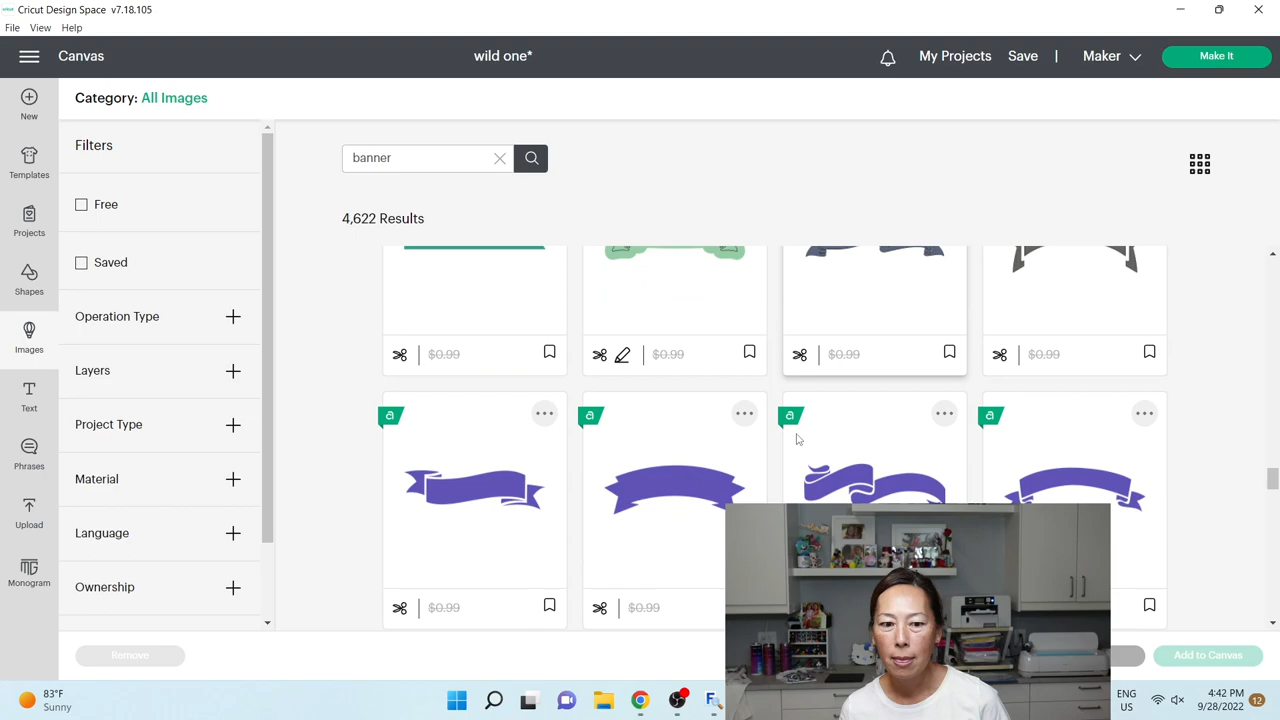 Cricut Design Space v7.18.105
File View Help
Canvas
wild one*
My Projects Save | Maker
Make It
New
Templates
Projects
Shapes
Images
Text
Phrases
Upload
Monogram
Category: All Images
Filters
Free
Saved
Operation Type
Layers
Project Type
Material
Language
Ownership
Remove
banner
4,622 Results
$0.99 $0.99 $0.99 $0.99
a a a a
$0.99 $0.99
Add to Canvas
83°F
Sunny
ENG
US
4:42 PM
9/28/2022
12